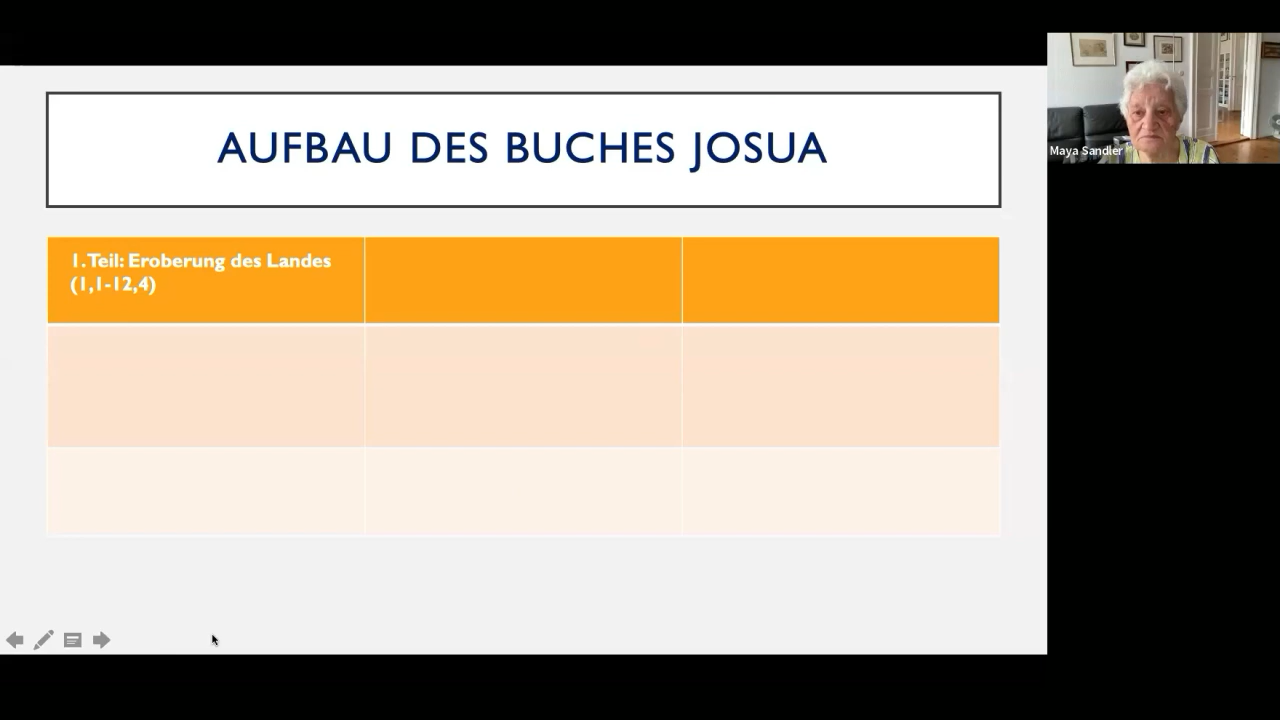 AUFBAU DES BUCHES JOSUA
1. Teil: Eroberung des Landes
(1,1-12,4)
Maya Sandler